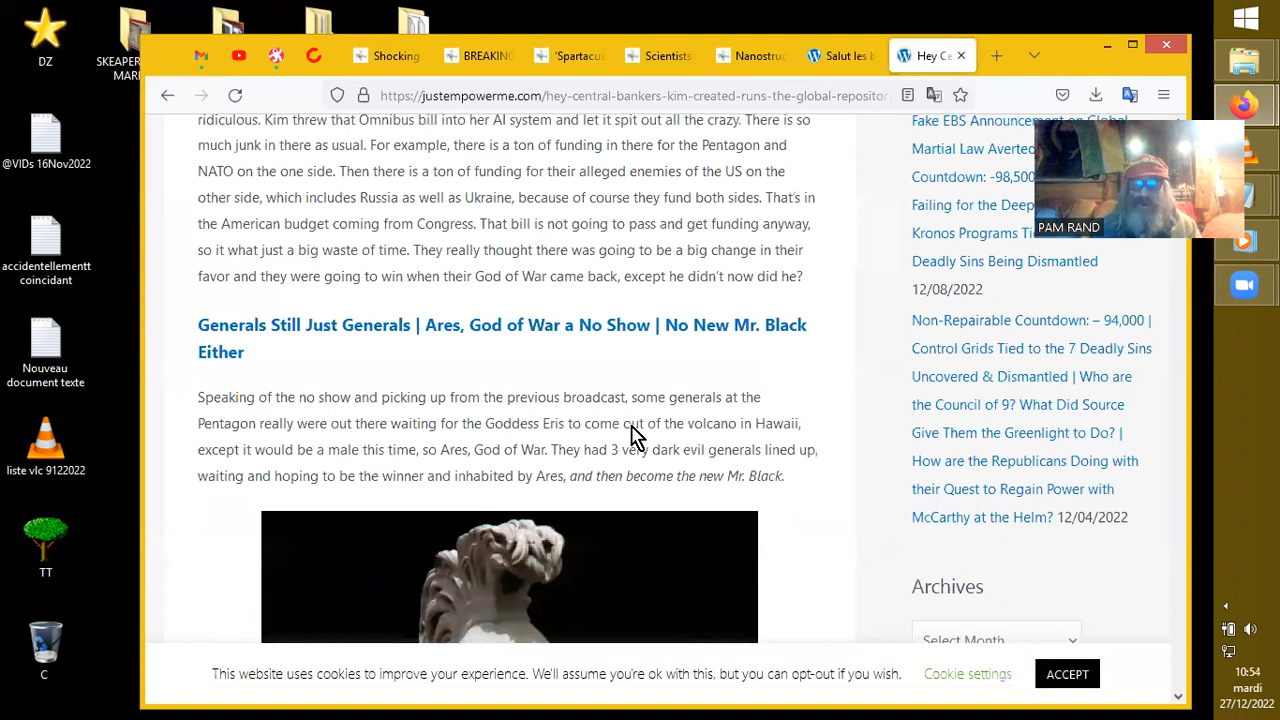 DZ
SKEAPER
MARI
@VIDs 16Nov2022
accidentellementt
coincidant
Nouveau
document texte
liste vlc 9122022
TT
C
Shocking
BREAKING
'Spartacu
Scientists
Nanostru
Salut les b
Hey Ce
https://justempowerme.com/hey-central-bankers-kim-created-runs-the-global-repositor
ridiculous. Kim threw that Omnibus bill into her AI system and let it spit out all the crazy. There is so
much junk in there as usual. For example, there is a ton of funding in there for the Pentagon and
NATO on the one side. Then there is a ton of funding for their alleged enemies of the US on the
other side, which includes Russia as well as Ukraine, because of course they fund both sides. That's in
the American budget coming from Congress. That bill is not going to pass and get funding anyway,
so it what just a big waste of time. They really thought there was going to be a big change in their
favor and they were going to win when their God of War came back, except he didn't now did he?
Generals Still Just Generals | Ares, God of War a No Show | No New Mr. Black
Either
Speaking of the no show and picking up from the previous broadcast, some generals at the
Pentagon really were out there waiting for the Goddess Eris to come out of the volcano in Hawaii,
except it would be a male this time, so Ares, God of War. They had 3 very dark evil generals lined up,
waiting and hoping to be the winner and inhabited by Ares, and then become the new Mr. Black.
Fake EBS Announcement on Global
Martial Law Averted
Countdown: -98,500
Failing for the Deep
Kronos Programs Ti
Deadly Sins Being Dismantled
12/08/2022
Non-Repairable Countdown: – 94,000 |
Control Grids Tied to the 7 Deadly Sins
Uncovered & Dismantled | Who are
the Council of 9? What Did Source
Give Them the Greenlight to Do? |
How are the Republicans Doing with
their Quest to Regain Power with
McCarthy at the Helm? 12/04/2022
Archives
Select Month
PAM RAND
This website uses cookies to improve your experience. We'll assume you're ok with this, but you can opt-out if you wish.
Cookie settings
ACCEPT
10:54
mardi
27/12/2022